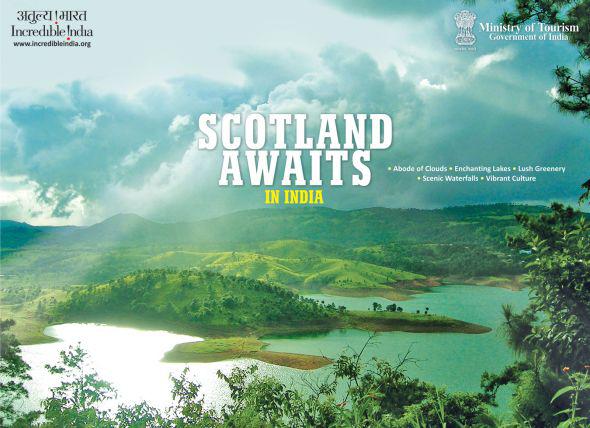 अतुल्य!भारत
Incredible!India
www.incredibleindia.org
Ministry of Tourism
Government of India
SCOTLAND
AWAITS
IN INDIA
• Abode of Clouds • Enchanting Lakes • Lush Greenery
• Scenic Waterfalls • Vibrant Culture